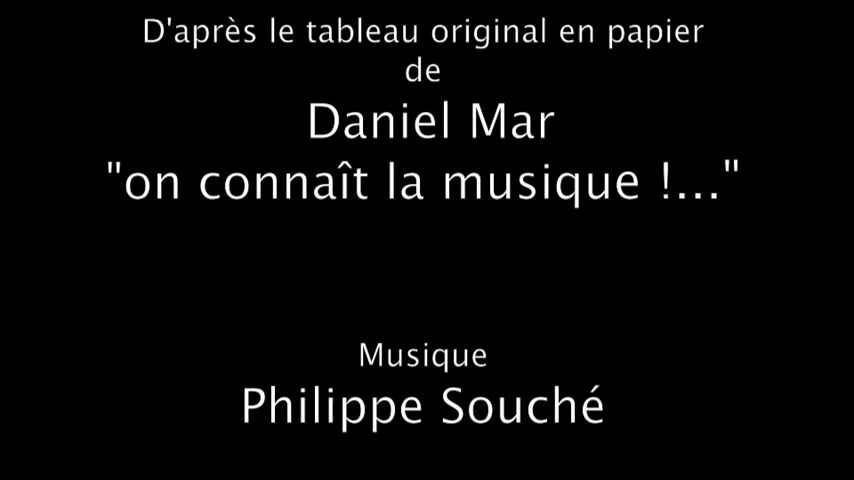 D'après le tableau original en papier
de
Daniel Mar
"on connaît la musique !..."
Musique
Philippe Souché